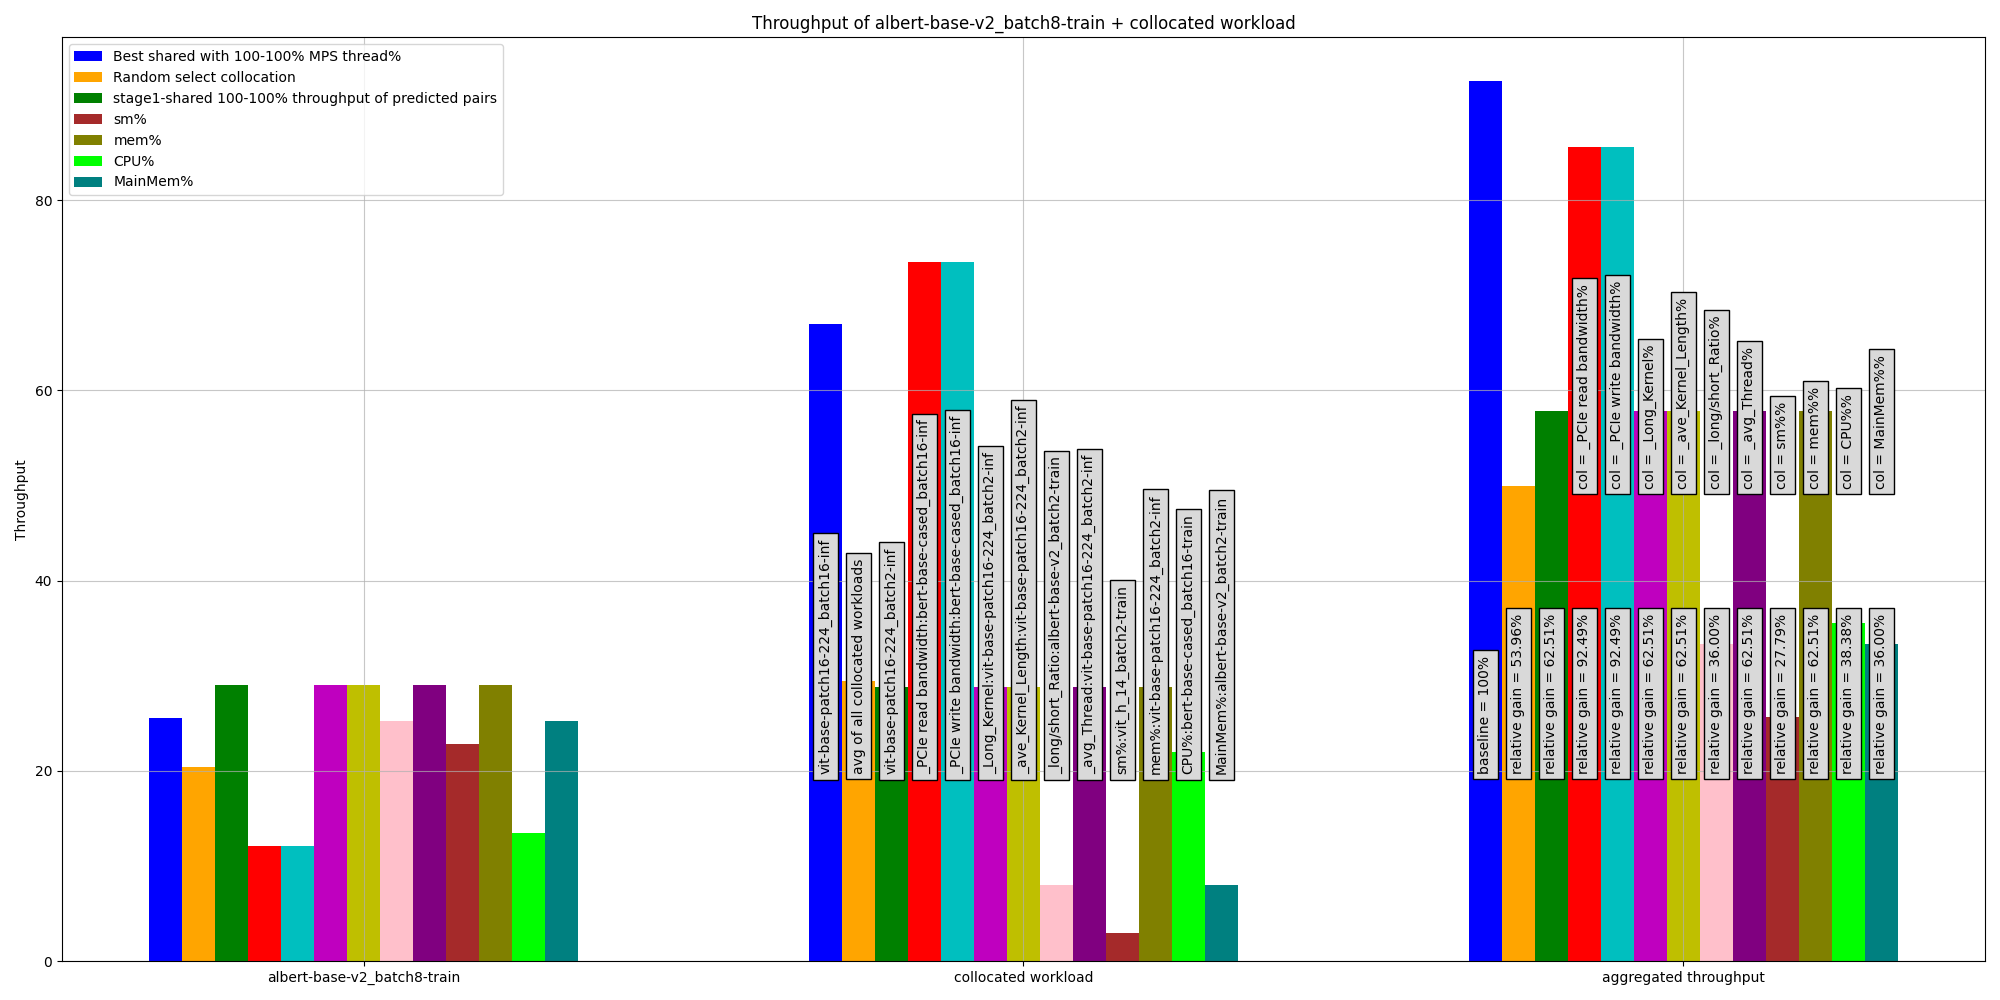 Throughput of albert-base-v2_batch8-train + collocated workload
Best shared with 100-100% MPS thread%
Random select collocation
stage1-shared 100-100% throughput of predicted pairs
sm%
mem%
CPU%
MainMem%
Throughput
80
60
40
20
0
vit-base-patch16-224_batch16-inf
avg of all collocated workloads
vit-base-patch16-224_batch2-inf
_PCIe read bandwidth:bert-base-cased_batch16-inf
_PCIe write bandwidth:bert-base-cased_batch16-inf
_Long_Kernel:vit-base-patch16-224_batch2-inf
_ave_Kernel_Length:vit-base-patch16-224_batch2-inf
_long/short_Ratio:albert-base-v2_batch2-train
_avg_Thread:vit-base-patch16-224_batch2-inf
sm%:vit_h_14_batch2-train
mem%:vit-base-patch16-224_batch2-inf
CPU%:bert-base-cased_batch16-train
MainMem%:albert-base-v2_batch2-train
col = _PCIe read bandwidth%
col = _PCIe write bandwidth%
col = _Long_Kernel%
col = _ave_Kernel_Length%
col = _long/short_Ratio%
col = _avg_Thread%
col = sm%%
col = mem%%
col = CPU%%
col = MainMem%%
baseline = 100%
relative gain = 53.96%
relative gain = 62.51%
relative gain = 92.49%
relative gain = 92.49%
relative gain = 62.51%
relative gain = 62.51%
relative gain = 36.00%
relative gain = 62.51%
relative gain = 27.79%
relative gain = 62.51%
relative gain = 38.38%
relative gain = 36.00%
albert-base-v2_batch8-train
collocated workload
aggregated throughput